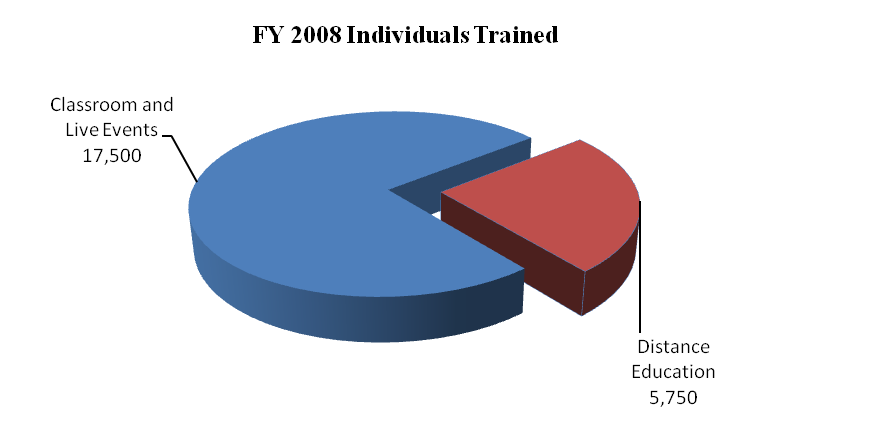 FY 2008 Individuals Trained
Classroom and
Live Events
17,500
Distance
Education
5,750